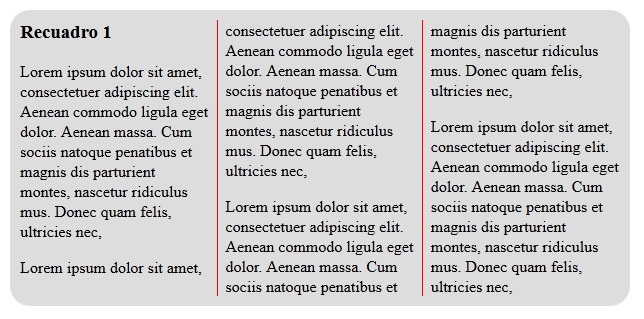 Recuadro 1
Lorem ipsum dolor sit amet,
consectetuer adipiscing elit.
Aenean commodo ligula eget
dolor. Aenean massa. Cum
sociis natoque penatibus et
magnis dis parturient
montes, nascetur ridiculus
mus. Donec quam felis,
ultricies nec,
Lorem ipsum dolor sit amet,
consectetuer adipiscing elit.
Aenean commodo ligula eget
dolor. Aenean massa. Cum
sociis natoque penatibus et
magnis dis parturient
montes, nascetur ridiculus
mus. Donec quam felis,
ultricies nec,
Lorem ipsum dolor sit amet,
consectetuer adipiscing elit.
Aenean commodo ligula eget
dolor. Aenean massa. Cum
sociis natoque penatibus et
magnis dis parturient
montes, nascetur ridiculus
mus. Donec quam felis,
ultricies nec,
Lorem ipsum dolor sit amet,
consectetuer adipiscing elit.
Aenean commodo ligula eget
dolor. Aenean massa. Cum
sociis natoque penatibus et
magnis dis parturient
montes, nascetur ridiculus
mus. Donec quam felis,
ultricies nec,